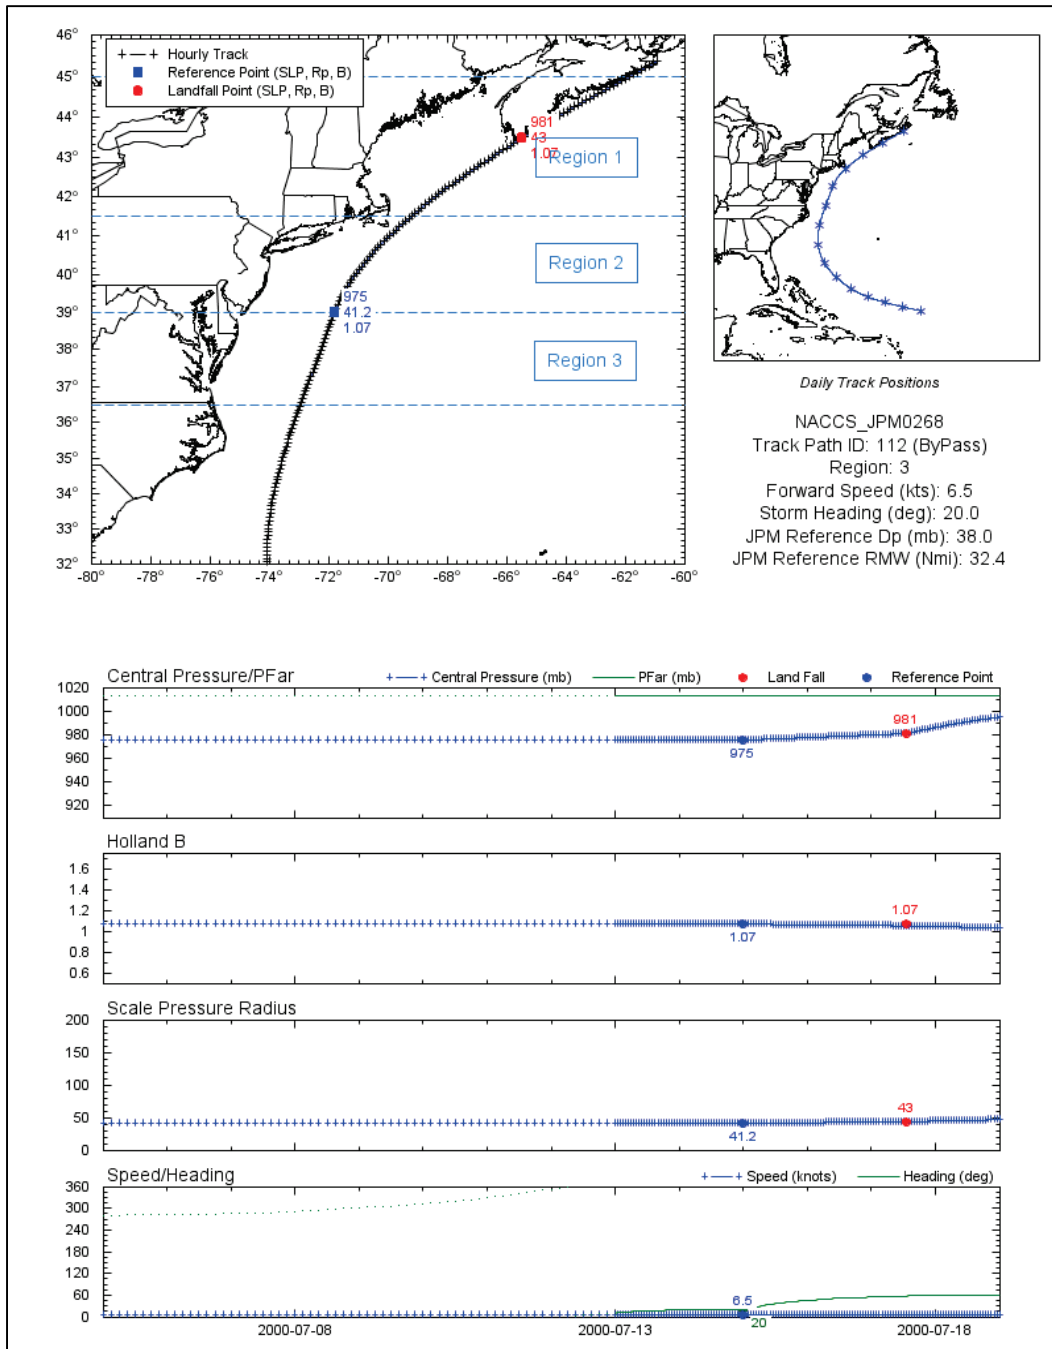 46°
45°
44°
43°
42°
41°
40°
39°
38°
37°
36°
35°
34°
33°
32°
-80° -78° -76° -74° -72° -70° -68° -66° -64° -62° -60°
Hourly Track
Reference Point (SLP, Rp, B)
Landfall Point (SLP, Rp, B)
981
43
1.07
Region 1
Region 2
975
41.2
1.07
Region 3
Daily Track Positions
NACCS_JPM0268
Track Path ID: 112 (ByPass)
Region: 3
Forward Speed (kts): 6.5
Storm Heading (deg): 20.0
JPM Reference Dp (mb): 38.0
JPM Reference RMW (Nmi): 32.4
Central Pressure/PFar
Central Pressure (mb) PFar (mb) Land Fall Reference Point
1020
1000
980
960
940
920
981
975
Holland B
1.6
1.4
1.2
1
0.8
0.6
1.07
1.07
Scale Pressure Radius
200
150
100
50
0
43
41.2
Speed/Heading
Speed (knots) Heading (deg)
360
300
240
180
120
60
0
6.5
20
2000-07-08 2000-07-13 2000-07-18